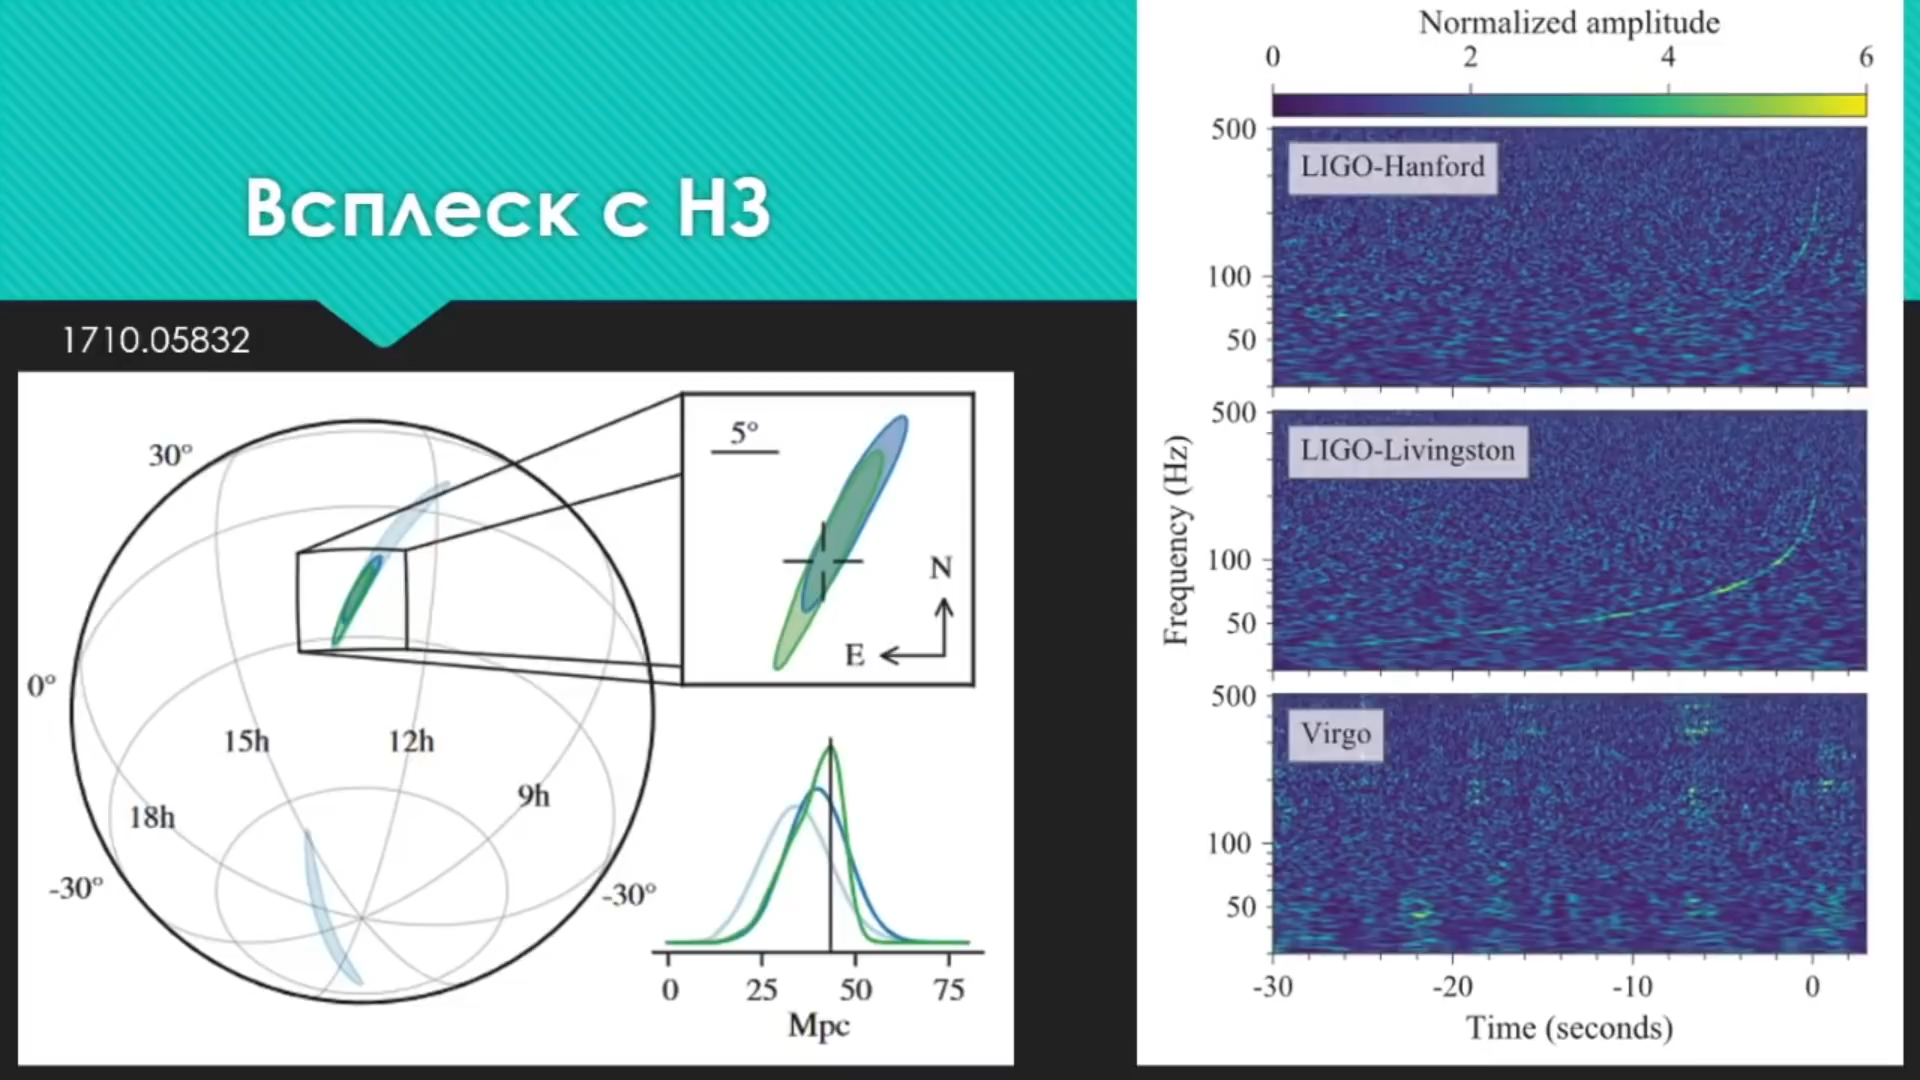 Всплеск с НЗ
1710.05832
30°
0°
15h
12h
18h
9h
-30°
-30°
5°
N
E
0 25 50 75
Mpc
Normalized amplitude
0 2 4 6
500
LIGO-Hanford
100
50
500
LIGO-Livingston
100
50
500
Virgo
100
50
Frequency (Hz)
-30 -20 -10 0
Time (seconds)